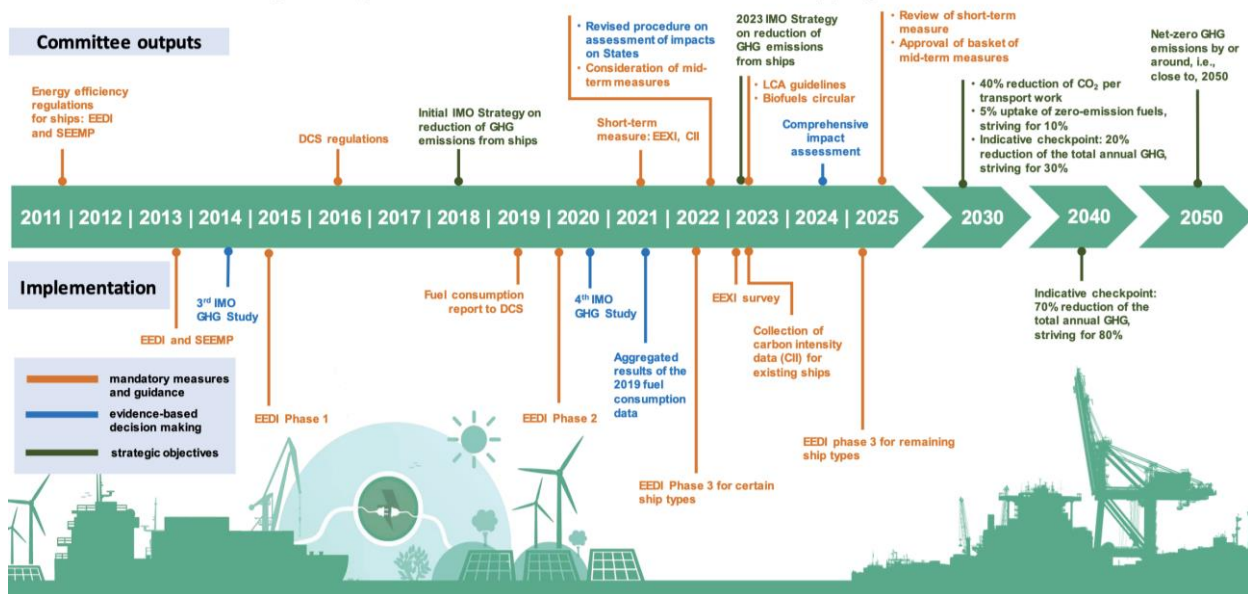 Committee outputs
Energy efficiency
regulations
for ships: EEDI
and SEEMP
DCS regulations
Initial IMO Strategy on
reduction of GHG
emissions from ships
• Revised procedure on
assessment of impacts
on States
• Consideration of mid-
term measures
Short-term
measure: EEXI, CII
2023 IMO Strategy
on reduction of
GHG emissions
from ships
• LCA guidelines
• Biofuels circular
Comprehensive
impact
assessment
• Review of short-term
measure
• Approval of basket of
mid-term measures
• 40% reduction of CO₂ per
transport work
• 5% uptake of zero-emission fuels,
striving for 10%
• Indicative checkpoint: 20%
reduction of the total annual GHG,
striving for 30%
Net-zero GHG
emissions by or
around, i.e.,
close to, 2050
2011 | 2012 | 2013 | 2014 | 2015 | 2016 | 2017 | 2018 | 2019 | 2020 | 2021 | 2022 | 2023 | 2024 | 2025
2030
2040
2050
Implementation
EEDI and SEEMP
3rd IMO
GHG Study
EEDI Phase 1
Fuel consumption
report to DCS
EEDI Phase 2
4th IMO
GHG Study
Aggregated
results of the
2019 fuel
consumption
data
EEDI Phase 3 for certain
ship types
EEXI survey
Collection of
carbon intensity
data (CII) for
existing ships
EEDI phase 3 for remaining
ship types
Indicative checkpoint:
70% reduction of the
total annual GHG,
striving for 80%
mandatory measures
and guidance
evidence-based
decision making
strategic objectives